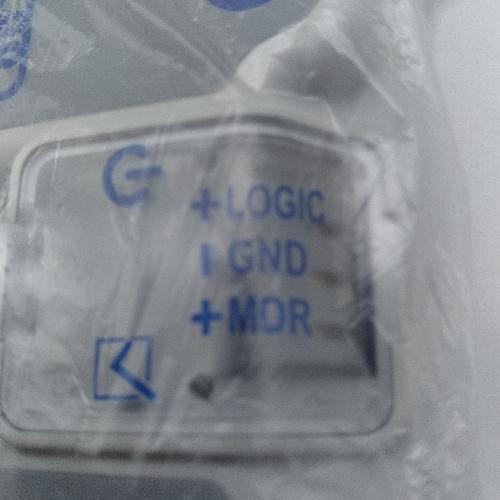 + LOGIC
- GND
+ MDR